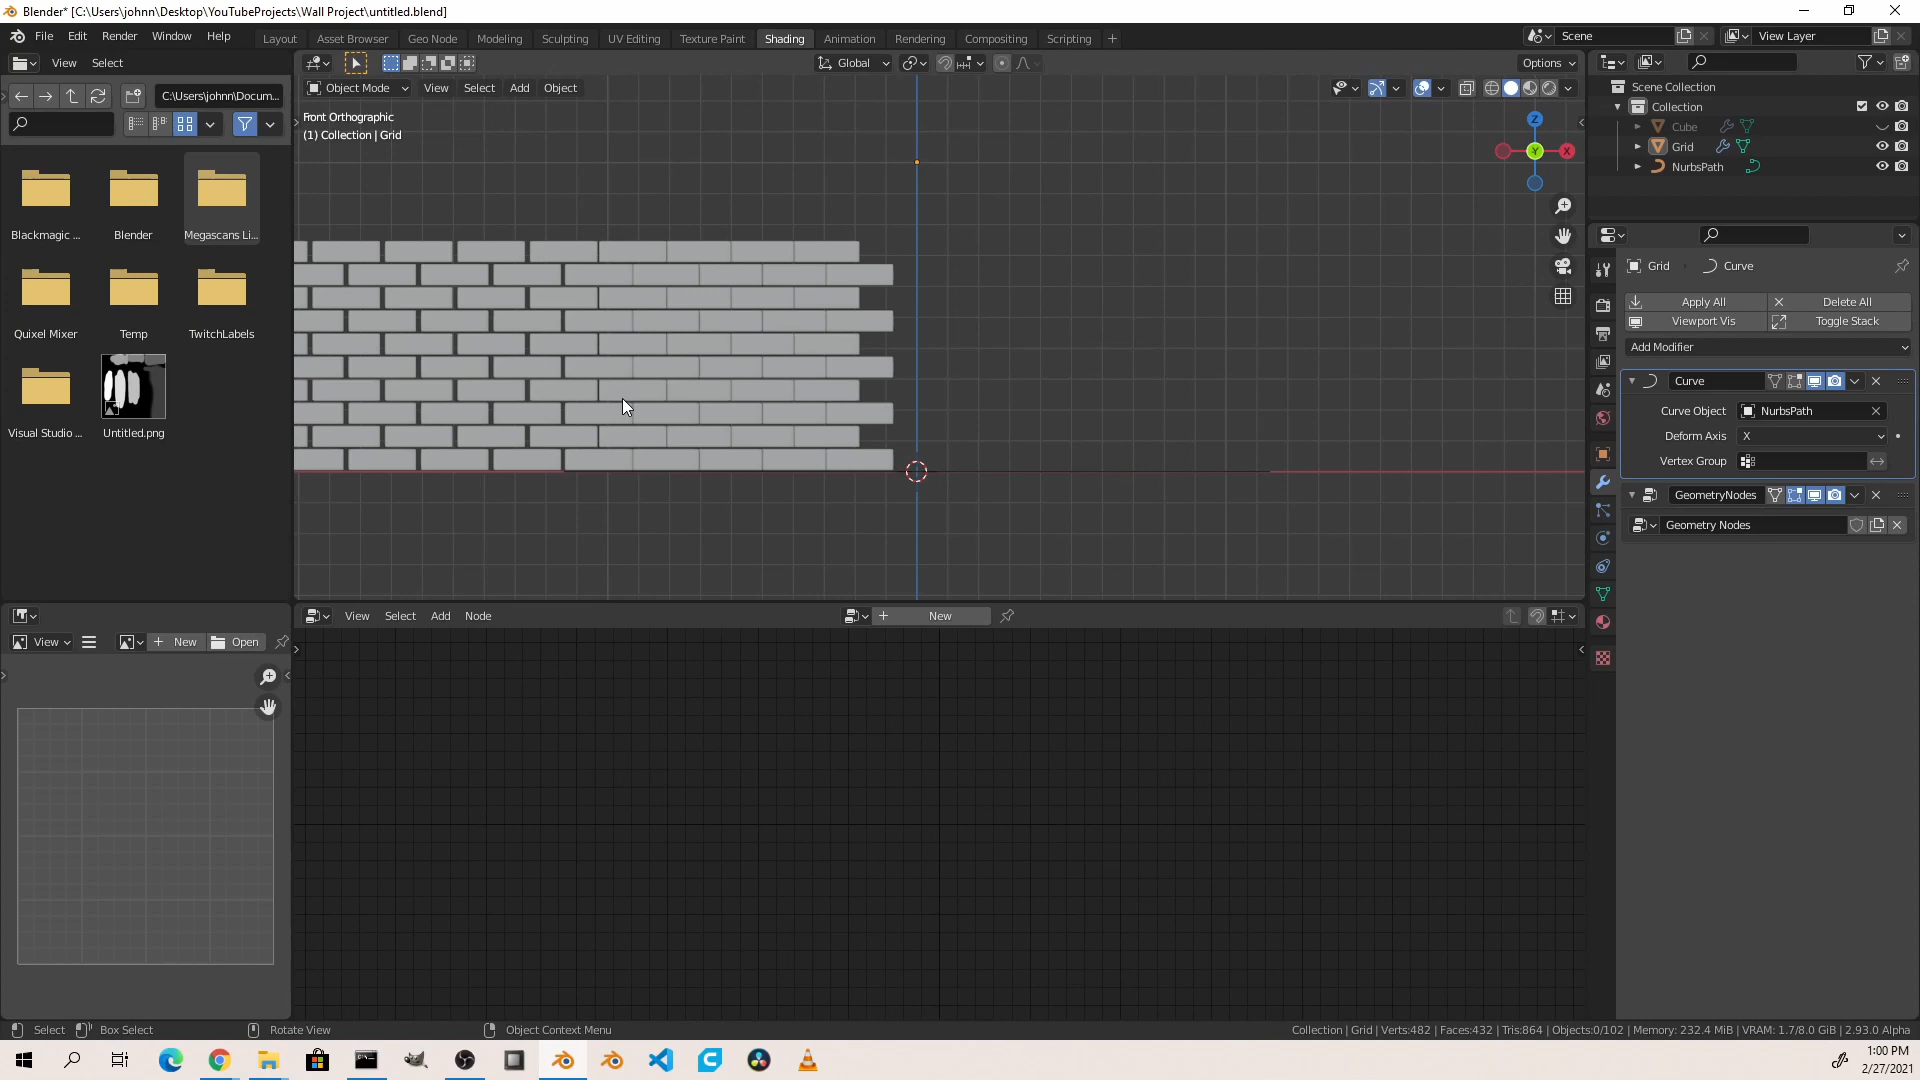 Blender* [C:\Users\johnn\Desktop\YouTubeProjects\Wall Project\untitled.blend]
File Edit Render Window Help
Layout Asset Browser Geo Node Modeling Sculpting UV Editing Texture Paint Shading Animation Rendering Compositing Scripting
Scene
View Layer
View Select
Global
Options
C:\Users\johnn\Docum...
Object Mode View Select Add Object
Front Orthographic
(1) Collection | Grid
Z
Y
X
Scene Collection
Collection
Cube
Grid
NurbsPath
Blackmagic ...
Blender
Megascans Li...
Quixel Mixer
Temp
TwitchLabels
Visual Studio ...
Untitled.png
Grid
Curve
Apply All
Delete All
Viewport Vis
Toggle Stack
Add Modifier
Curve
Curve Object
NurbsPath
Deform Axis
X
Vertex Group
GeometryNodes
Geometry Nodes
View Select Add Node
New
View
New
Open
Select
Box Select
Rotate View
Object Context Menu
Collection | Grid | Verts:482 | Faces:432 | Tris:864 | Objects:0/102 | Memory: 232.4 MiB | VRAM: 1.7/8.0 GiB | 2.93.0 Alpha
1:00 PM
2/27/2021